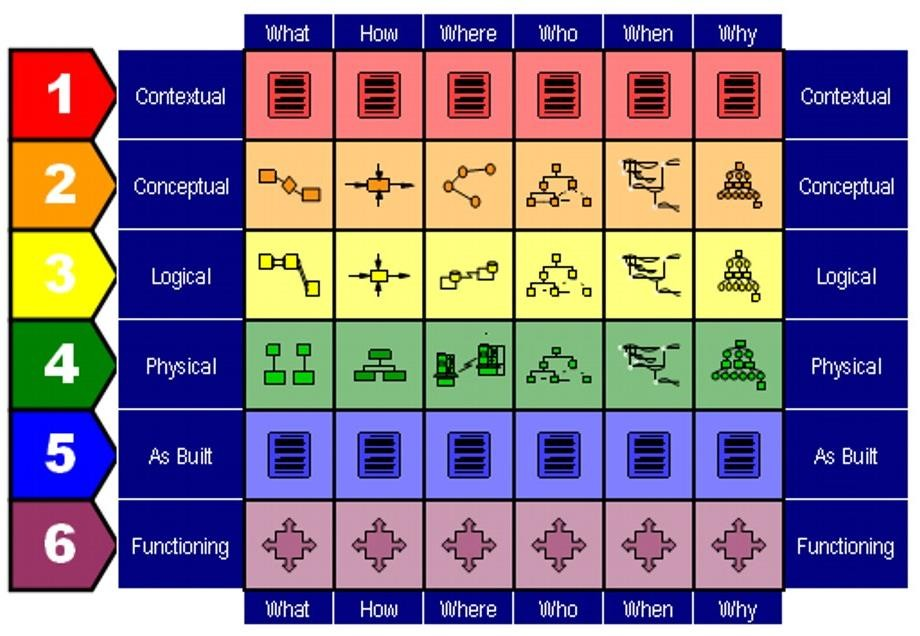 What How Where Who When Why
1 Contextual Contextual
2 Conceptual Conceptual
3 Logical Logical
4 Physical Physical
5 As Built As Built
6 Functioning Functioning
What How Where Who When Why